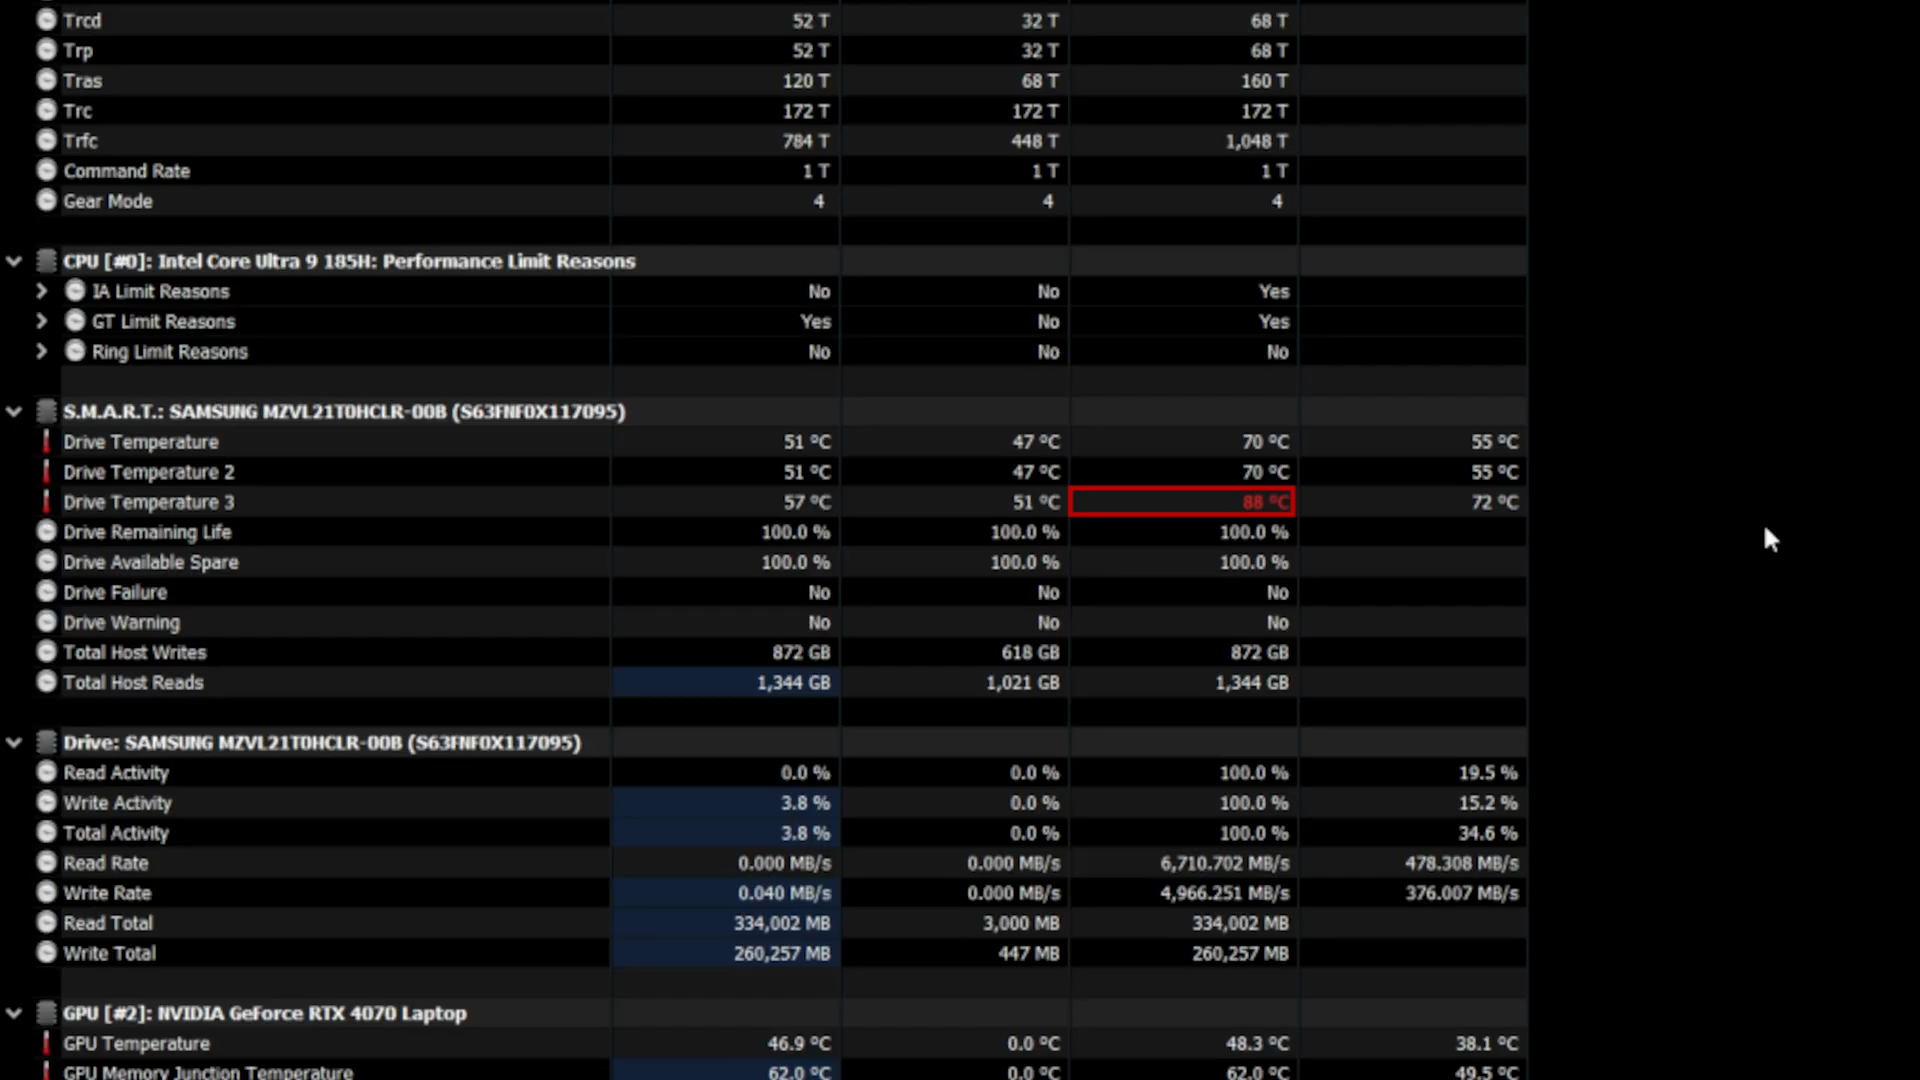 Trcd 52 T 32 T 68 T
Trp 52 T 32 T 68 T
Tras 120 T 68 T 160 T
Trc 172 T 172 T 172 T
Trfc 784 T 448 T 1,048 T
Command Rate 1 T 1 T 1 T
Gear Mode 4 4 4
CPU [#0]: Intel Core Ultra 9 185H: Performance Limit Reasons
IA Limit Reasons No No Yes
GT Limit Reasons Yes No Yes
Ring Limit Reasons No No No
S.M.A.R.T.: SAMSUNG MZVL21T0HCLR-00B (S63FNF0X117095)
Drive Temperature 51 °C 47 °C 70 °C 55 °C
Drive Temperature 2 51 °C 47 °C 70 °C 55 °C
Drive Temperature 3 57 °C 51 °C 88 °C 72 °C
Drive Remaining Life 100.0 % 100.0 % 100.0 %
Drive Available Spare 100.0 % 100.0 % 100.0 %
Drive Failure No No No
Drive Warning No No No
Total Host Writes 872 GB 618 GB 872 GB
Total Host Reads 1,344 GB 1,021 GB 1,344 GB
Drive: SAMSUNG MZVL21T0HCLR-00B (S63FNF0X117095)
Read Activity 0.0 % 0.0 % 100.0 % 19.5 %
Write Activity 3.8 % 0.0 % 100.0 % 15.2 %
Total Activity 3.8 % 0.0 % 100.0 % 34.6 %
Read Rate 0.000 MB/s 0.000 MB/s 6,710.702 MB/s 478.308 MB/s
Write Rate 0.040 MB/s 0.000 MB/s 4,966.251 MB/s 376.007 MB/s
Read Total 334,002 MB 3,000 MB 334,002 MB
Write Total 260,257 MB 447 MB 260,257 MB
GPU [#2]: NVIDIA GeForce RTX 4070 Laptop
GPU Temperature 46.9 °C 0.0 °C 48.3 °C 38.1 °C
GPU Memory Junction Temperature 62.0 °C 0.0 °C 62.0 °C 49.5 °C